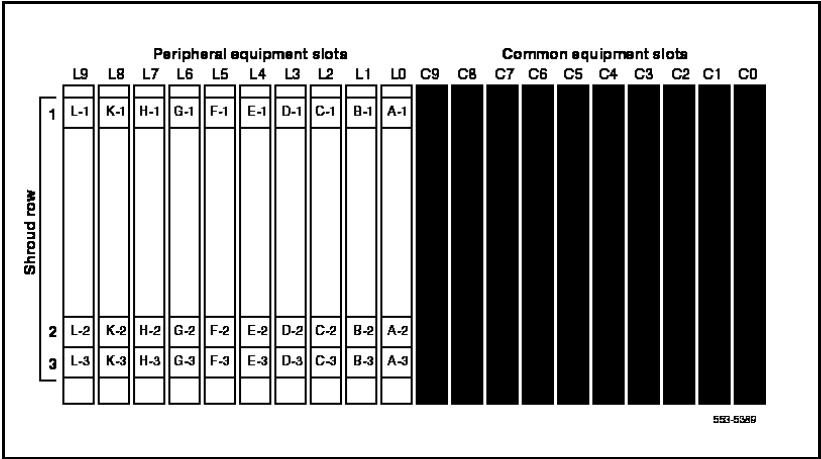 Peripheral equipment slots Common equipment slots
L9 L8 L7 L6 L5 L4 L3 L2 L1 L0 C9 C8 C7 C6 C5 C4 C3 C2 C1 C0
1 L-1 K-1 H-1 G-1 F-1 E-1 D-1 C-1 B-1 A-1
Shroud row
2 L-2 K-2 H-2 G-2 F-2 E-2 D-2 C-2 B-2 A-2
3 L-3 K-3 H-3 G-3 F-3 E-3 D-3 C-3 B-3 A-3
553-5389